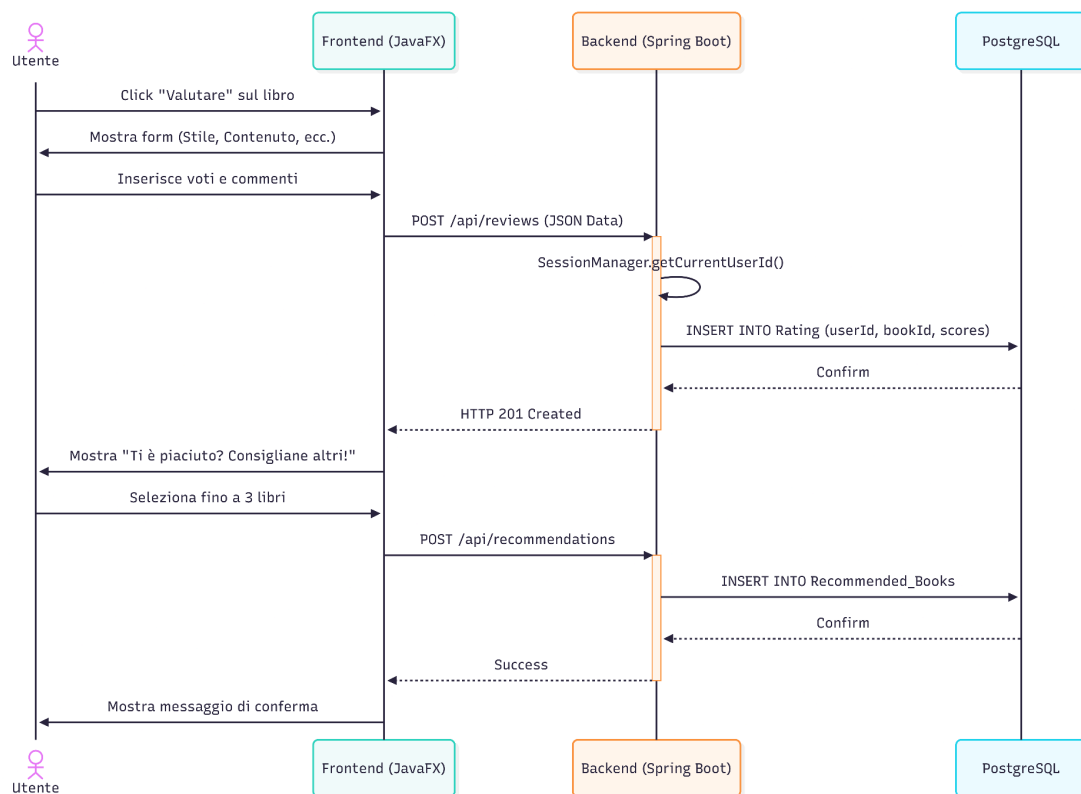 Utente
Frontend (JavaFX)
Backend (Spring Boot)
PostgreSQL
Click "Valutare" sul libro
Mostra form (Stile, Contenuto, ecc.)
Inserisce voti e commenti
POST /api/reviews (JSON Data)
SessionManager.getCurrentUserId()
INSERT INTO Rating (userId, bookId, scores)
Confirm
HTTP 201 Created
Mostra "Ti è piaciuto? Consigliane altri!"
Seleziona fino a 3 libri
POST /api/recommendations
INSERT INTO Recommended_Books
Confirm
Success
Mostra messaggio di conferma
Utente
Frontend (JavaFX)
Backend (Spring Boot)
PostgreSQL